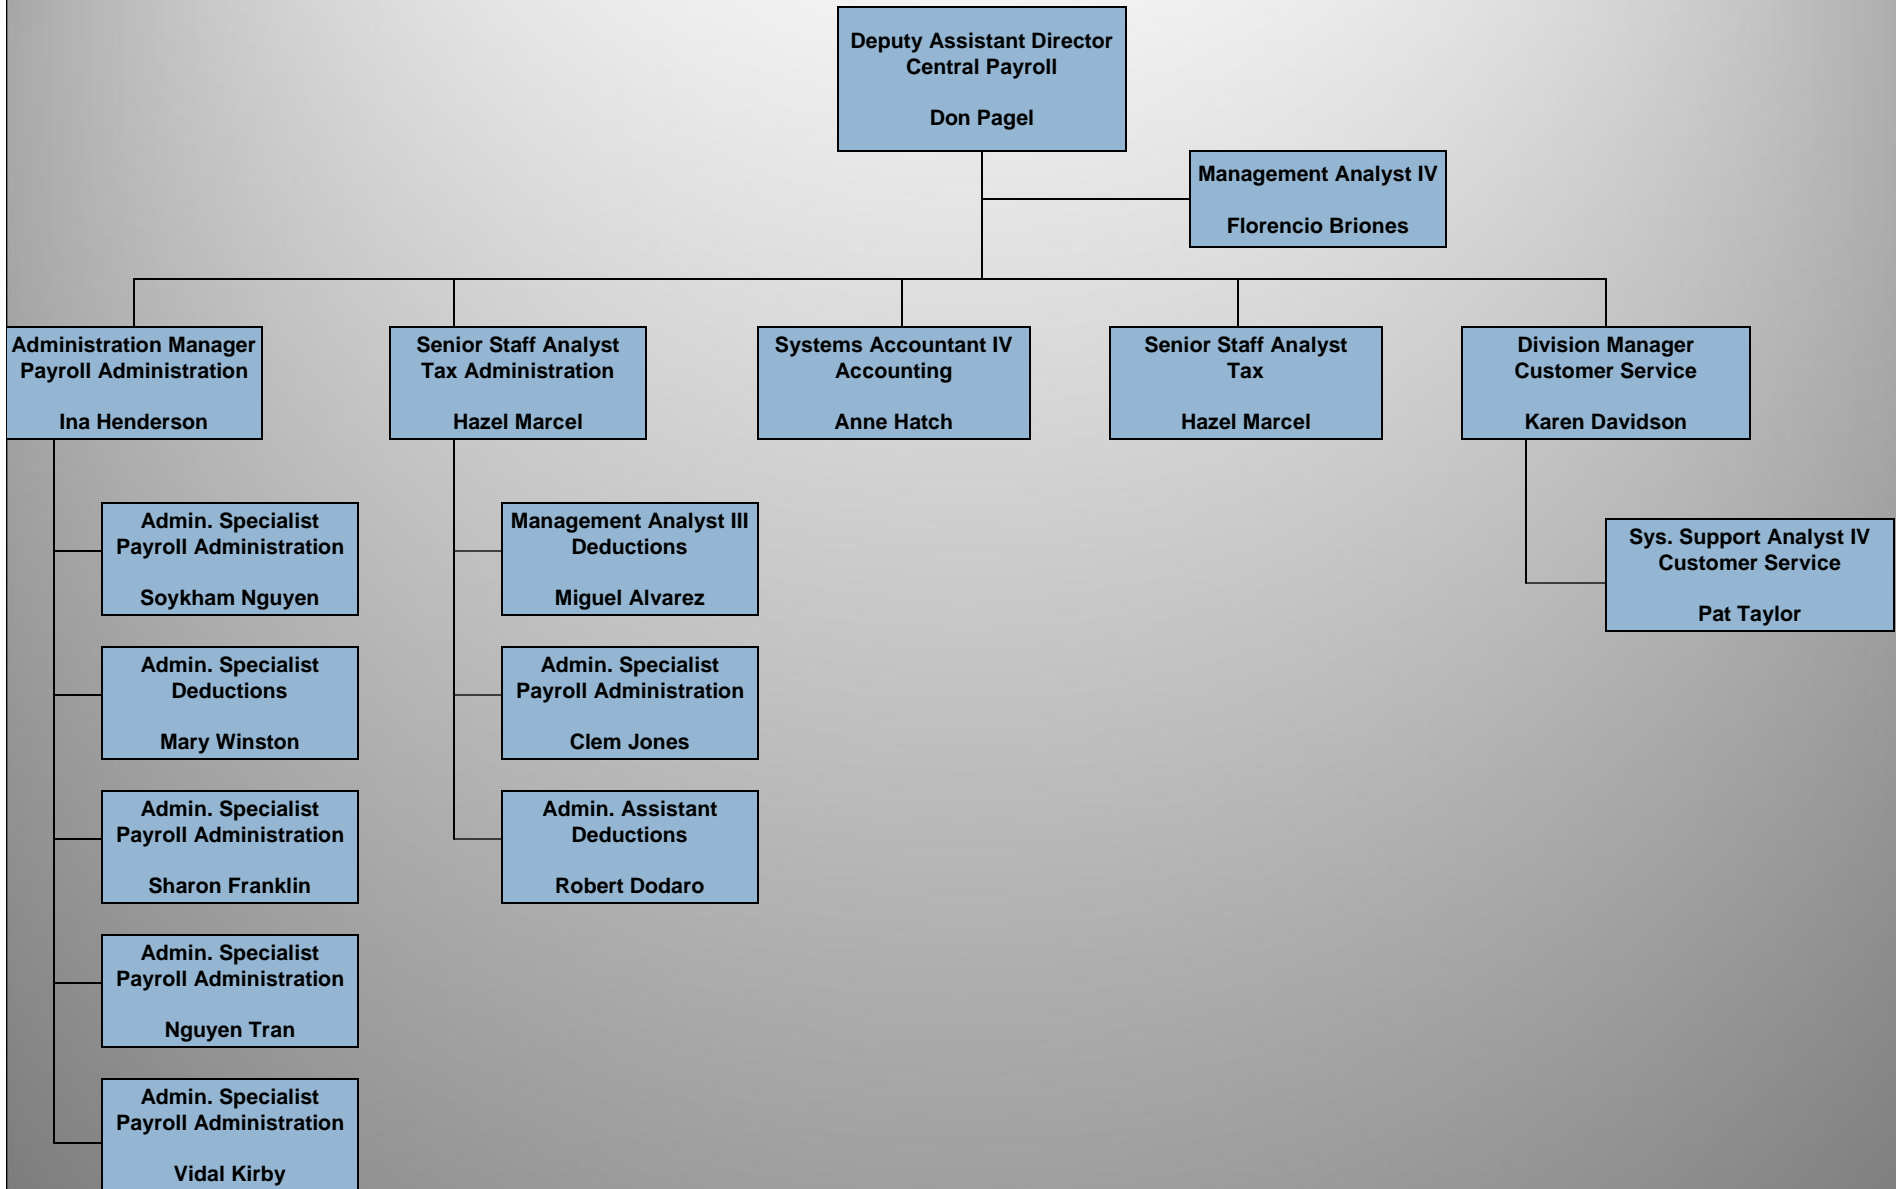 Deputy Assistant Director
Central Payroll
Don Pagel
Management Analyst IV
Florencio Briones
Administration Manager
Payroll Administration
Ina Henderson
Senior Staff Analyst
Tax Administration
Hazel Marcel
Systems Accountant IV
Accounting
Anne Hatch
Senior Staff Analyst
Tax
Hazel Marcel
Division Manager
Customer Service
Karen Davidson
Admin. Specialist
Payroll Administration
Soykham Nguyen
Admin. Specialist
Deductions
Mary Winston
Admin. Specialist
Payroll Administration
Sharon Franklin
Admin. Specialist
Payroll Administration
Nguyen Tran
Admin. Specialist
Payroll Administration
Vidal Kirby
Management Analyst III
Deductions
Miguel Alvarez
Admin. Specialist
Payroll Administration
Clem Jones
Admin. Assistant
Deductions
Robert Dodaro
Sys. Support Analyst IV
Customer Service
Pat Taylor